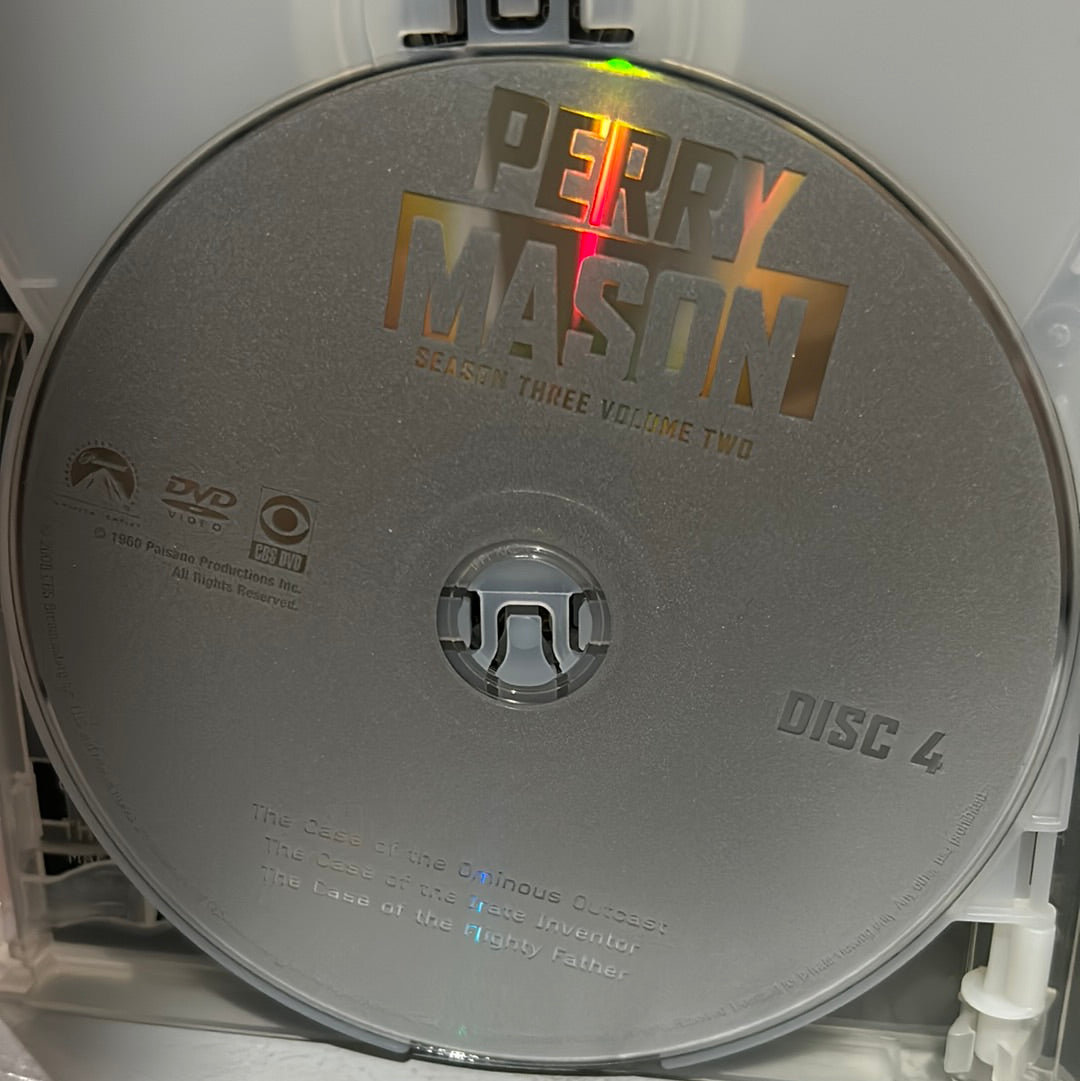 PERRY
MASON
SEASON THREE VOLUME TWO
Paramount
DVD
VIDEO
CBS DVD
© 1960 Paisano Productions Inc.
All Rights Reserved.
DISC 4
The Case of the Ominous Outcast
The Case of the Irate Inventor
The Case of the Flighty Father